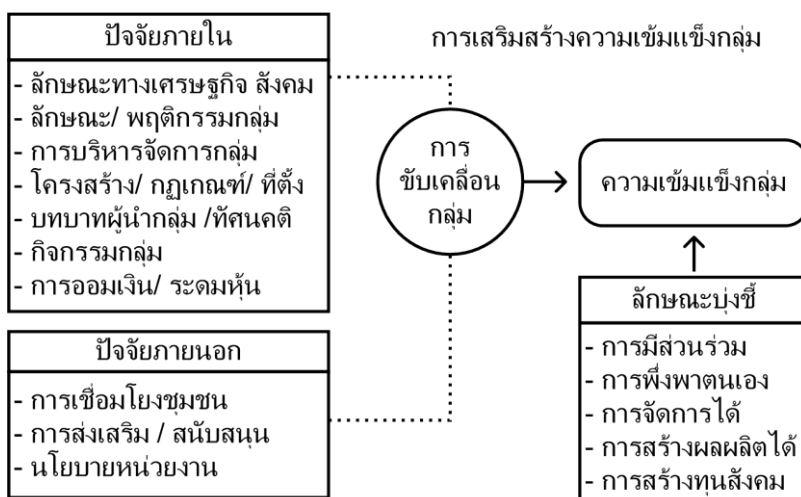 ปัจจัยภายใน
- ลักษณะทางเศรษฐกิจ สังคม
- ลักษณะ/ พฤติกรรมกลุ่ม
- การบริหารจัดการกลุ่ม
- โครงสร้าง/ กฏเกณฑ์/ ที่ตั้ง
- บทบาทผู้นำกลุ่ม /ทัศนคติ
- กิจกรรมกลุ่ม
- การออมเงิน/ ระดมหุ้น
ปัจจัยภายนอก
- การเชื่อมโยงชุมชน
- การส่งเสริม / สนับสนุน
- นโยบายหน่วยงาน
การเสริมสร้างความเข้มแข็งกลุ่ม
การ
ขับเคลื่อน
กลุ่ม
ความเข้มแข็งกลุ่ม
ลักษณะบุ่งชี้
- การมีส่วนร่วม
- การพึ่งพาตนเอง
- การจัดการได้
- การสร้างผลผลิตได้
- การสร้างทุนสังคม